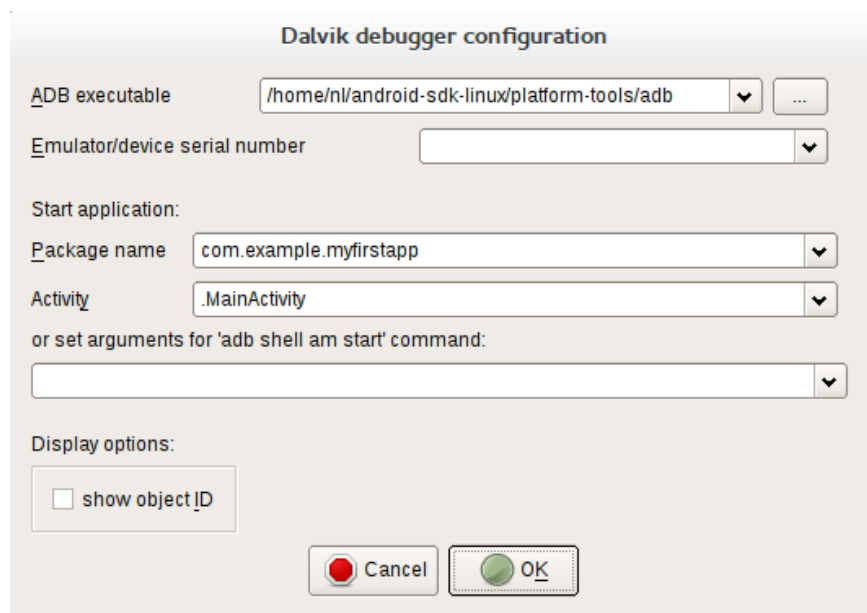 Dalvik debugger configuration
ADB executable /home/nl/android-sdk-linux/platform-tools/adb ...
Emulator/device serial number
Start application:
Package name com.example.myfirstapp
Activity .MainActivity
or set arguments for 'adb shell am start' command:
Display options:
show object ID
Cancel OK